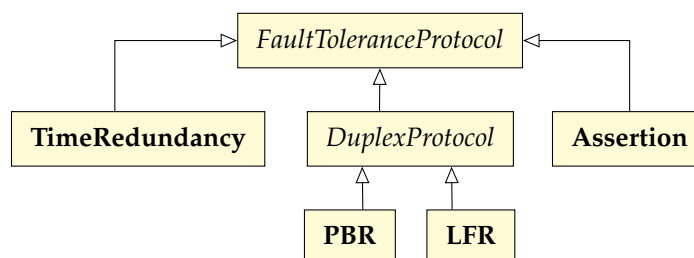 FaultToleranceProtocol
TimeRedundancy
DuplexProtocol
Assertion
PBR
LFR